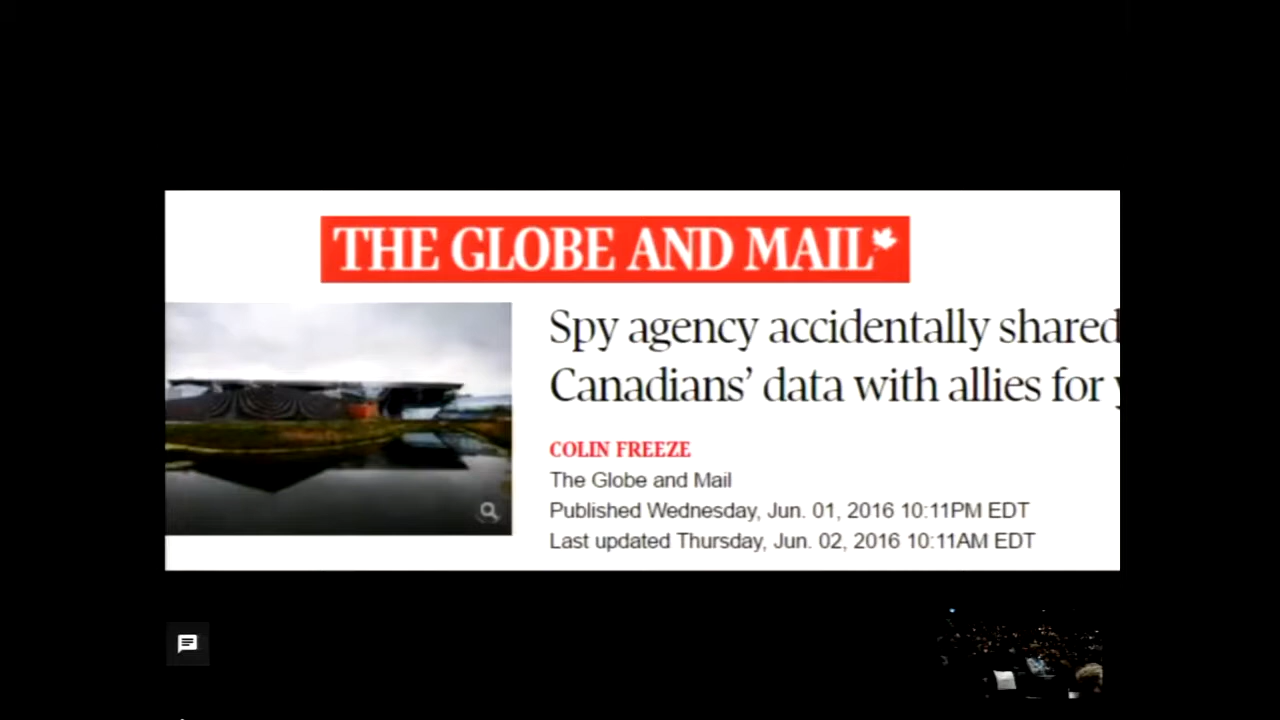 THE GLOBE AND MAIL
Spy agency accidentally shared
Canadians’ data with allies for
COLIN FREEZE
The Globe and Mail
Published Wednesday, Jun. 01, 2016 10:11PM EDT
Last updated Thursday, Jun. 02, 2016 10:11AM EDT